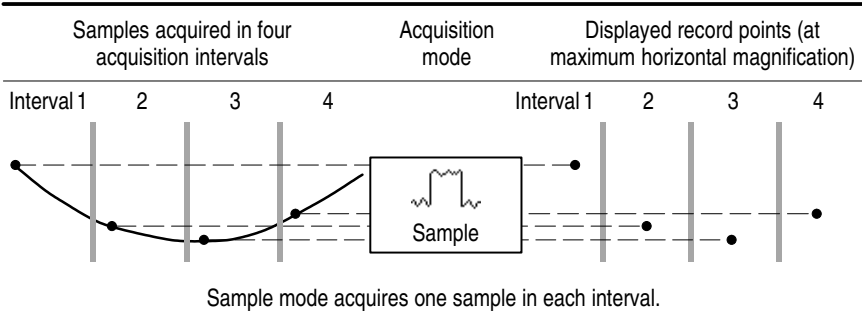 Samples acquired in four
acquisition intervals
Acquisition
mode
Displayed record points (at
maximum horizontal magnification)
Interval 1 2 3 4
Interval 1 2 3 4
Sample
Sample mode acquires one sample in each interval.